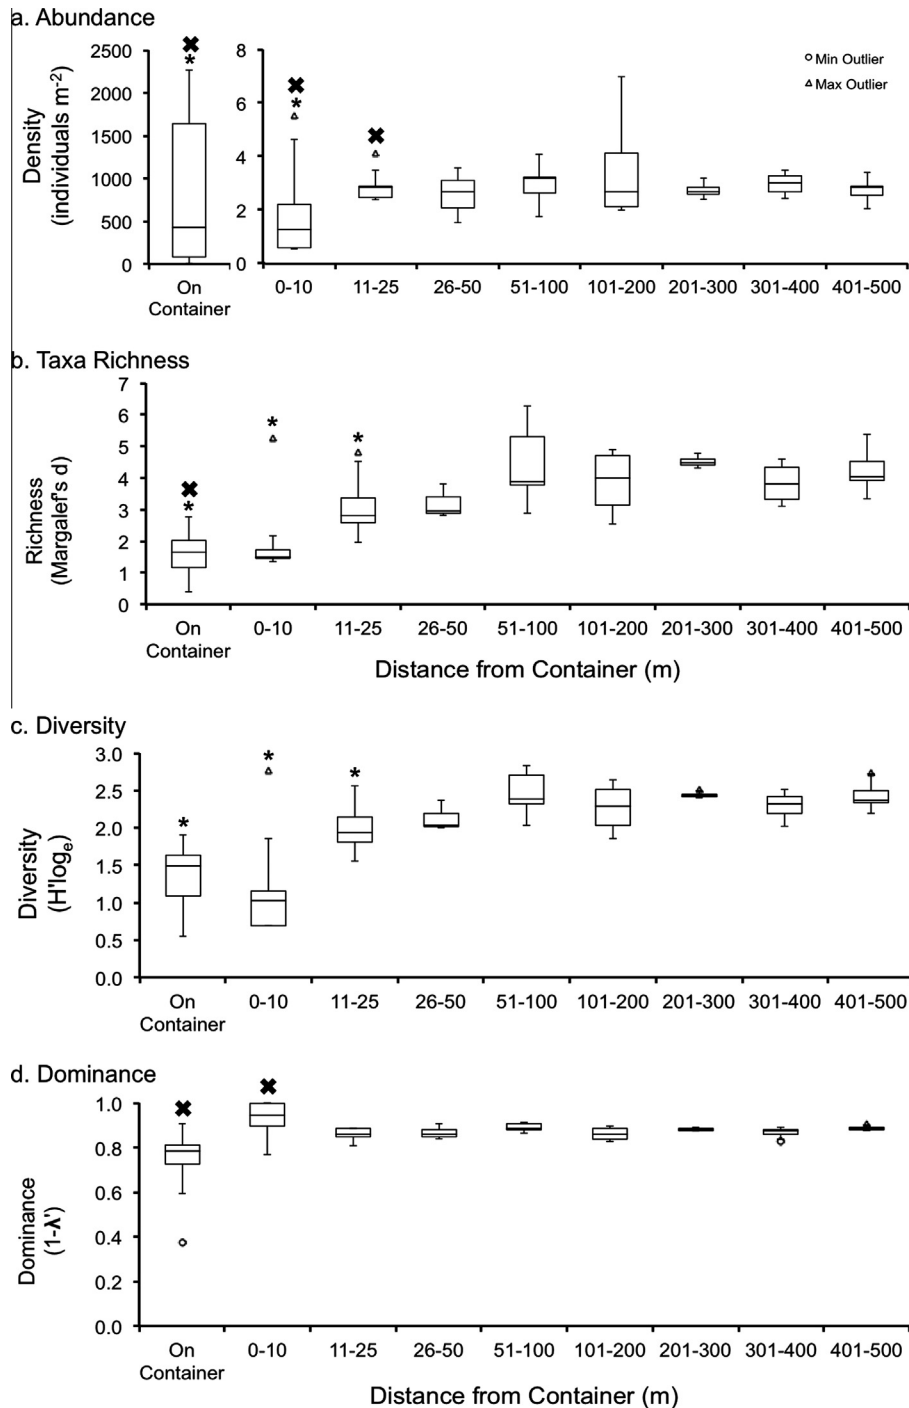 a. Abundance
Density
(individuals m-2)
2500
2000
1500
1000
500
0
8
6
4
2
0
*
*
Min Outlier
Max Outlier
On
Container
0-10 11-25 26-50 51-100 101-200 201-300 301-400 401-500
b. Taxa Richness
Richness
(Margalef's d)
7
6
5
4
3
2
1
0
*
*
*
On
Container
0-10 11-25 26-50 51-100 101-200 201-300 301-400 401-500
Distance from Container (m)
c. Diversity
Diversity
(H'loge)
3.0
2.5
2.0
1.5
1.0
0.5
0.0
*
*
*
On
Container
0-10 11-25 26-50 51-100 101-200 201-300 301-400 401-500
d. Dominance
Dominance
(1-λ')
1.0
0.8
0.6
0.4
0.2
0.0
On
Container
0-10 11-25 26-50 51-100 101-200 201-300 301-400 401-500
Distance from Container (m)